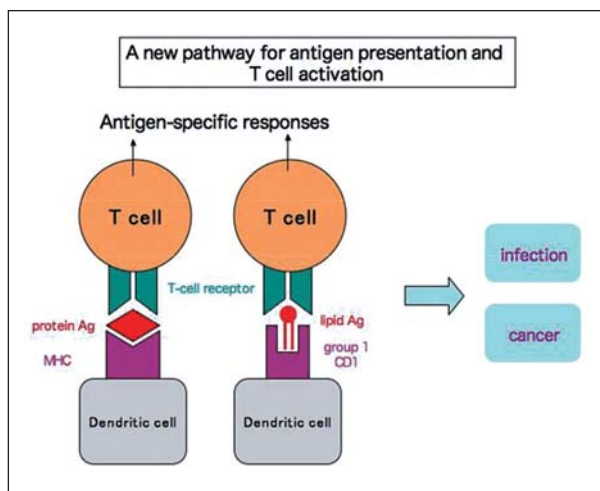 A new pathway for antigen presentation and
T cell activation
Antigen-specific responses
T cell
T cell
T-cell receptor
protein Ag
lipid Ag
MHC
group 1
CD1
Dendritic cell
Dendritic cell
infection
cancer